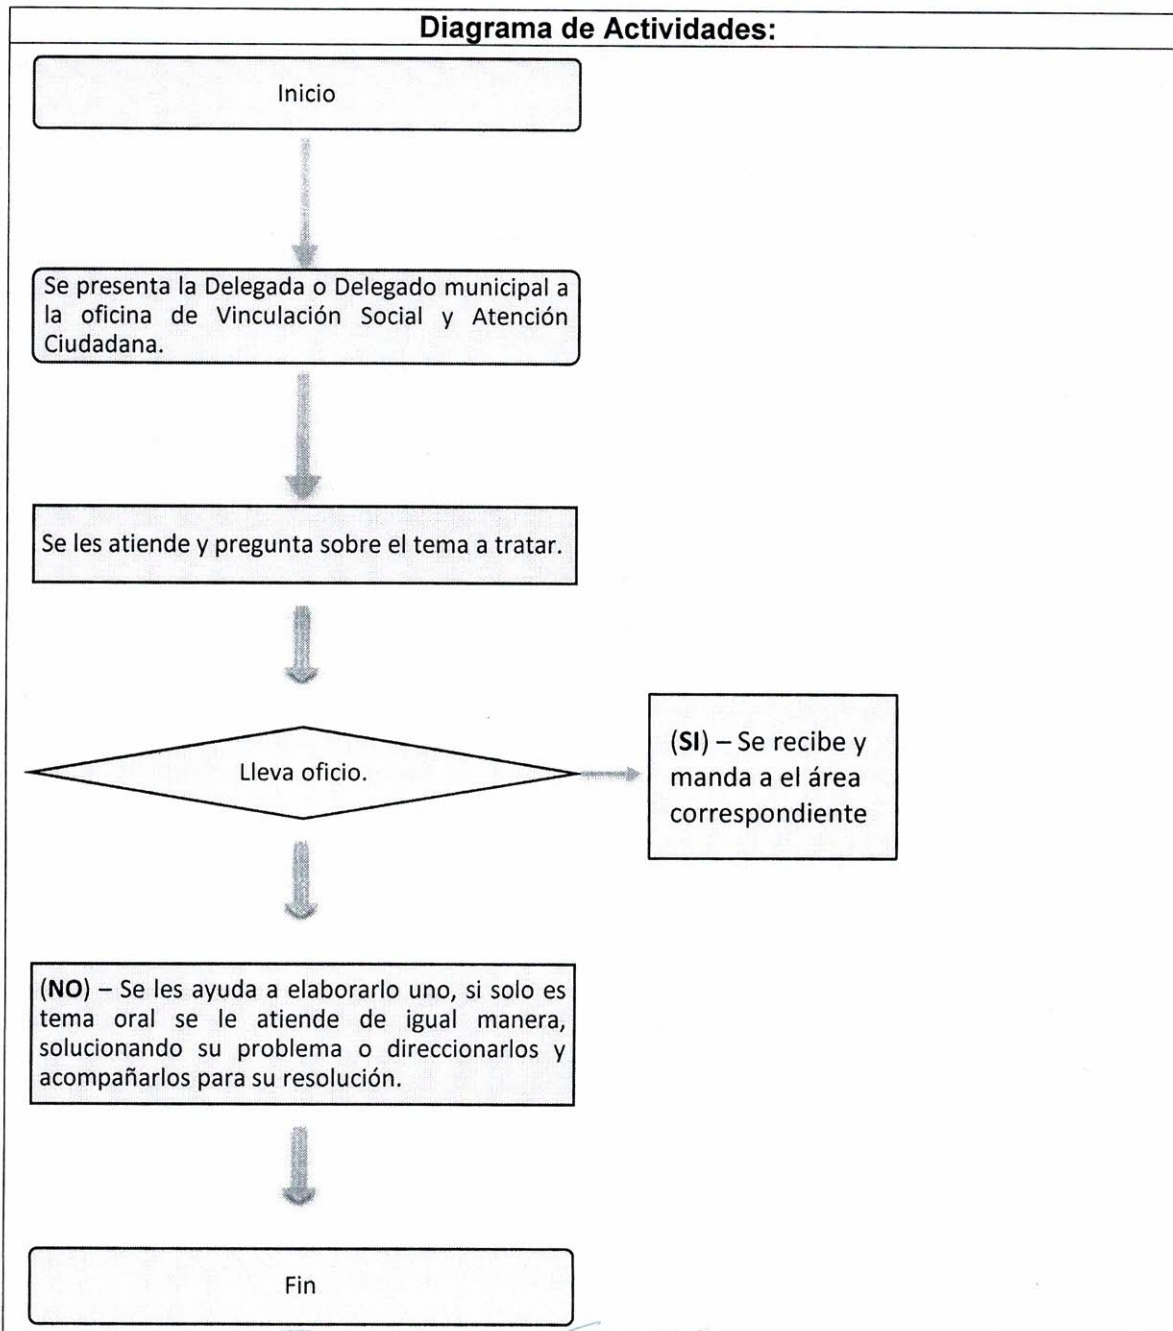 Diagrama de Actividades:
Inicio
Se presenta la Delegada o Delegado municipal a
la oficina de Vinculación Social y Atención
Ciudadana.
Se les atiende y pregunta sobre el tema a tratar.
Lleva oficio.
(SI) – Se recibe y
manda a el área
correspondiente
(NO) – Se les ayuda a elaborarlo uno, si solo es
tema oral se le atiende de igual manera,
solucionando su problema o direccionarlos y
acompañarlos para su resolución.
Fin